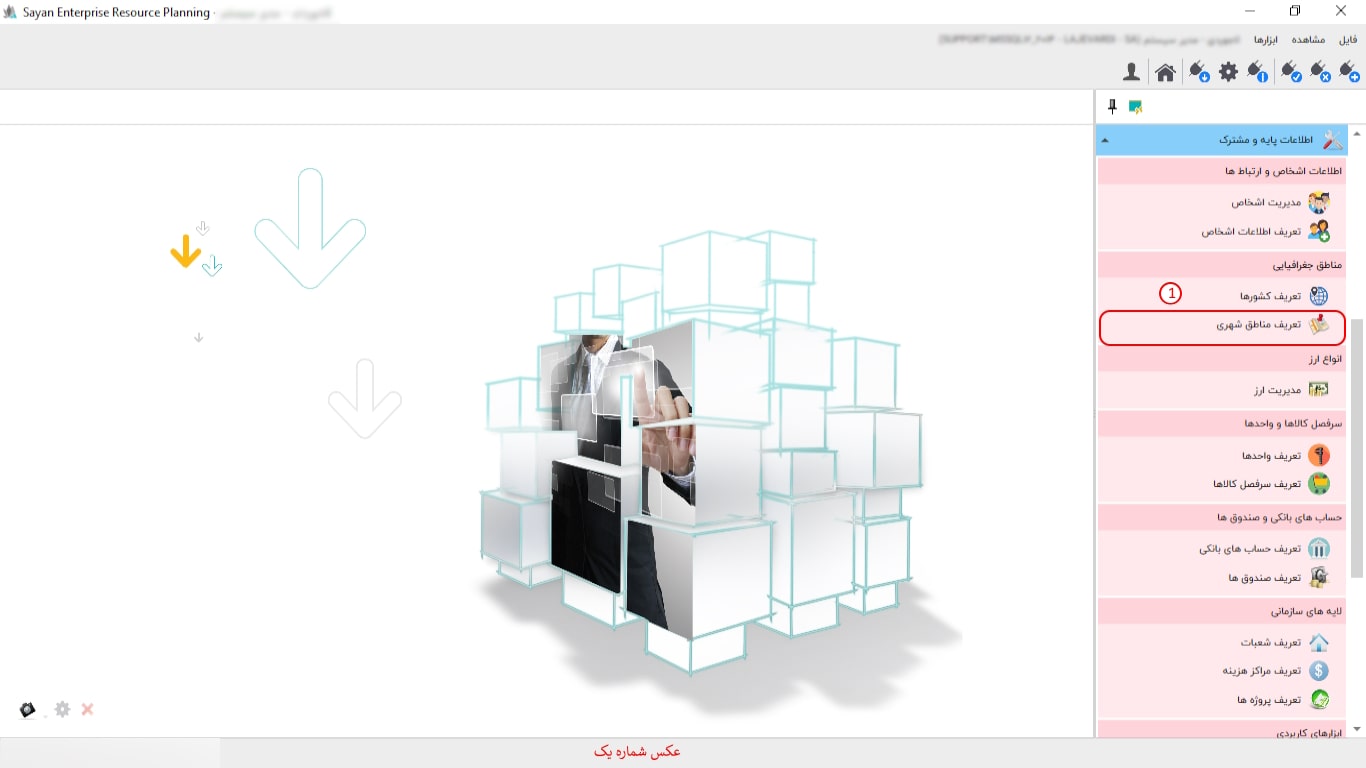 Sayan Enterprise Resource Planning -
فایل مشاهده ابزارها
اطلاعات پایه و مشترک
اطلاعات اشخاص و ارتباط ها
مدیریت اشخاص
تعریف اطلاعات اشخاص
مناطق جغرافیایی
تعریف کشورها
1
تعریف مناطق شهری
انواع ارز
مدیریت ارز
سرفصل کالاها و واحدها
تعریف واحدها
تعریف سرفصل کالاها
حساب های بانکی و صندوق ها
تعریف حساب های بانکی
تعریف صندوق ها
لایه های سازمانی
تعریف شعبات
تعریف مراکز هزینه
تعریف پروژه ها
ابزارهای کاربردی
عکس شماره یک